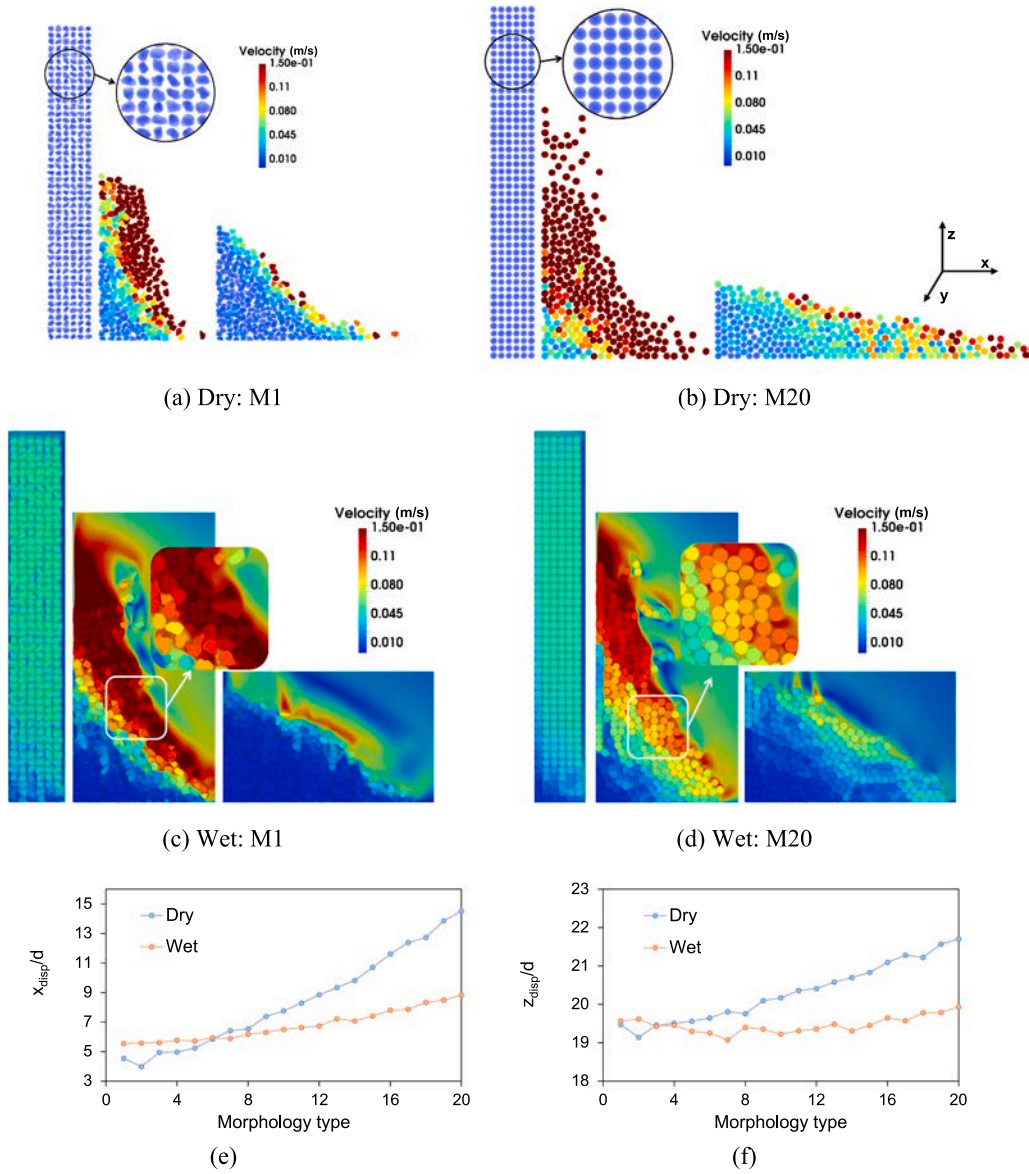 Velocity (m/s)
1.50e-01
0.11
0.080
0.045
0.010
Velocity (m/s)
1.50e-01
0.11
0.080
0.045
0.010
z
x
y
(a) Dry: M1
(b) Dry: M20
Velocity (m/s)
1.50e-01
0.11
0.080
0.045
0.010
Velocity (m/s)
1.50e-01
0.11
0.080
0.045
0.010
(c) Wet: M1
(d) Wet: M20
15
13
11
9
7
5
3
x_disp/d
Dry
Wet
0 4 8 12 16 20
Morphology type
(e)
23
22
21
20
19
18
z_disp/d
Dry
Wet
0 4 8 12 16 20
Morphology type
(f)